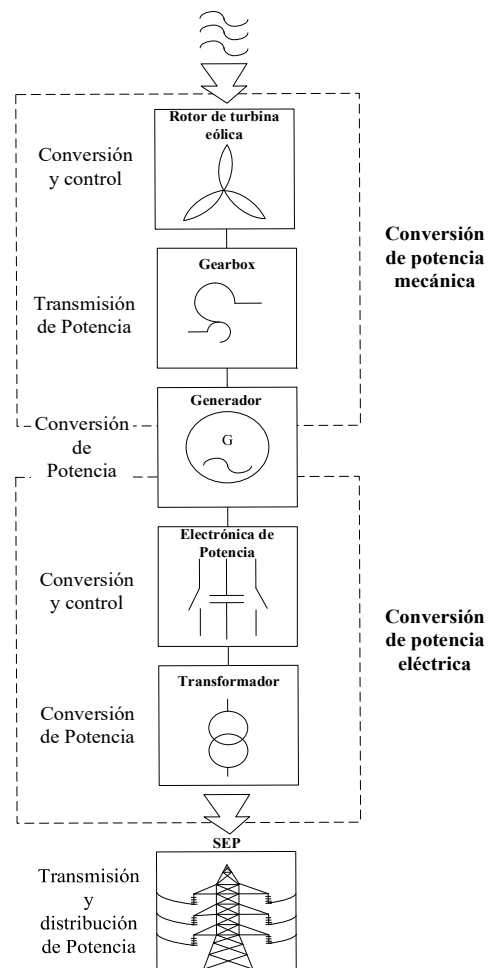 Rotor de turbina
eólica
Conversión
y control
Conversión
de potencia
mecánica
Gearbox
Transmisión
de Potencia
Generador
G
Conversión
de
Potencia
Electrónica de
Potencia
Conversión
y control
Conversión
de potencia
eléctrica
Transformador
Conversión
de Potencia
SEP
Transmisión
y
distribución
de Potencia